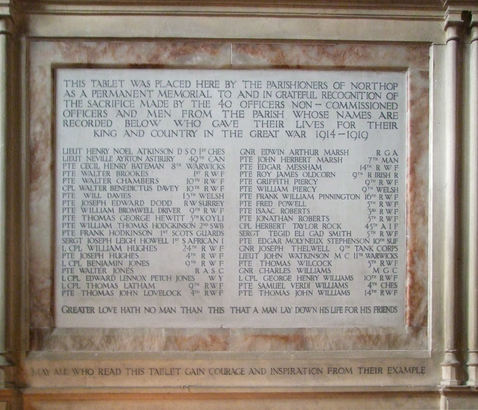 THIS TABLET WAS PLACED HERE BY THE PARISHIONERS OF NORTHOP
AS A PERMANENT MEMORIAL TO AND IN GRATEFUL RECOGNITION OF
THE SACRIFICE MADE BY THE 40 OFFICERS NON-COMMISSIONED
OFFICERS AND MEN FROM THE PARISH WHOSE NAMES ARE
RECORDED BELOW WHO GAVE THEIR LIVES FOR THEIR
KING AND COUNTRY IN THE GREAT WAR 1914-1919
LIEUT HENRY NOEL ATKINSON D S O 1ST CHES
LIEUT NEVILLE AYTON ASTBURY 49TH CAN
PTE CECIL HENRY BATEMAN 8TH WARWICKS
PTE WALTER BROOKES 1ST R W F
PTE WALTER CHAMBERS 10TH R W F
CPL WALTER BENEDICTUS DAVEY 10TH R W F
PTE WILL DAVIES 15TH WELSH
PTE JOSEPH EDWARD DODD R W SURREY
PTE WILLIAM BROMWELL DRIVER 9TH R W F
PTE THOMAS GEORGE HEWITT 5TH KOYLI
PTE WILLIAM THOMAS HODGKINSON 2ND SWB
PTE FRANK HODKINSON 1ST SCOTS GUARDS
SERGT JOSEPH LEIGH HOWELL 1ST S AFRICAN I
L CPL WILLIAM HUGHES 24TH R W F
PTE JOSEPH HUGHES 4TH R W F
L CPL BENJAMIN JONES 9TH R W F
PTE WALTER JONES R A S C
L CPL EDWARD LENNOX PETCH JONES W Y
L CPL THOMAS LATHAM 9TH R W F
PTE THOMAS JOHN LOVELOCK 4TH R W F
GNR EDWIN ARTHUR MARSH R G A
PTE JOHN HERBERT MARSH 7TH MAN
PTE EDGAR MESSHAM 14TH R W F
PTE ROY JAMES OLDCORN 9TH R IRISH R
PTE GRIFFITH PIERCY 9TH R W F
PTE WILLIAM PIERCY 9TH WELSH
PTE FRANK WILLIAM PINNINGTON 10TH R W F
PTE FRED POWELL 5TH R W F
PTE ISAAC ROBERTS 3RD R W F
PTE JONATHAN ROBERTS 5TH R W F
CPL HERBERT TAYLOR ROCK 45TH A I F
SERGT TEGID ELI GAD SMITH 5TH R W F
PTE EDGAR MOLYNEUX STEPHENSON 10TH SUF
PTE JOSEPH THELWELL 9TH TANK CORPS
LIEUT JOHN WATKINSON M C 11TH WARWICKS
PTE THOMAS WILCOCK 5TH R W F
GNR CHARLES WILLIAMS M G C
L CPL GEORGE HENRY WILLIAMS 10TH R W F
PTE SAMUEL VERDI WILLIAMS 4TH CHES
PTE THOMAS JOHN WILLIAMS 14TH R W F
GREATER LOVE HATH NO MAN THAN THIS THAT A MAN LAY DOWN HIS LIFE FOR HIS FRIENDS
MAY ALL WHO READ THIS TABLET GAIN COURAGE AND INSPIRATION FROM THEIR EXAMPLE